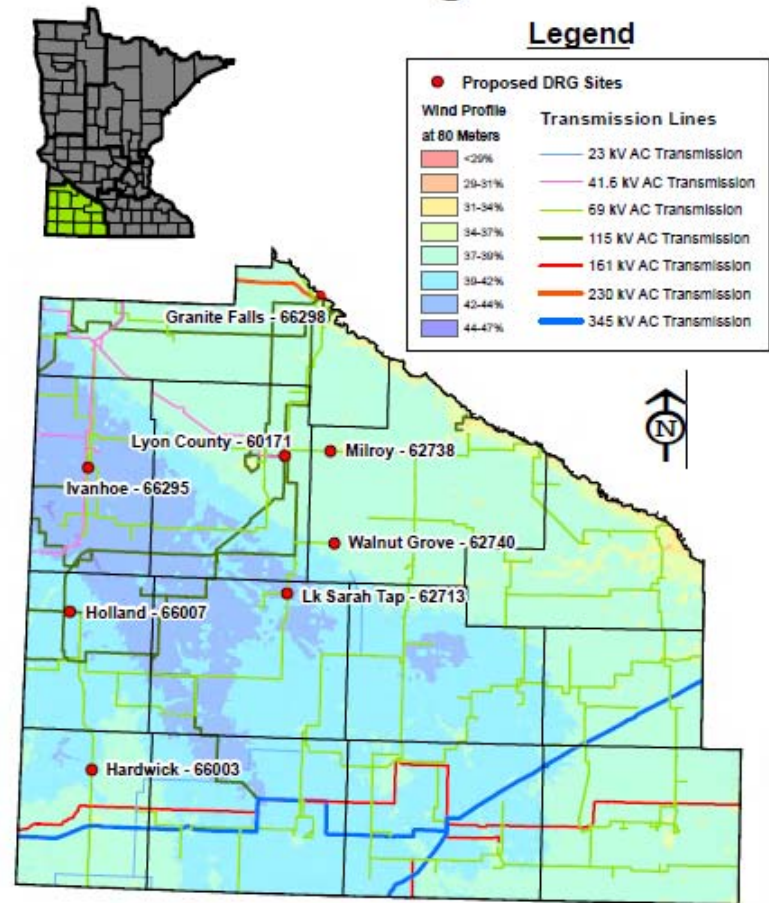 Legend
Proposed DRG Sites
Wind Profile
at 80 Meters
<29%
29-31%
31-34%
34-37%
37-39%
39-42%
42-44%
44-47%
Transmission Lines
23 kV AC Transmission
41.6 kV AC Transmission
69 kV AC Transmission
115 kV AC Transmission
161 kV AC Transmission
230 kV AC Transmission
345 kV AC Transmission
Granite Falls - 66298
Lyon County - 60171
Milroy - 62738
Ivanhoe - 66295
N
Walnut Grove - 62740
Lk Sarah Tap - 62713
Holland - 66007
Hardwick - 66003